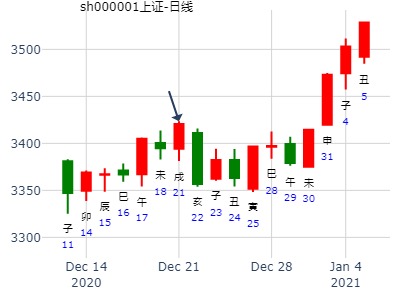 sh000001上证-日线
3500
3450
3400
3350
3300
子 卯 辰 巳 午 未 戌 亥 子 丑 寅 巳 午 未 申 子 丑
11 14 15 16 17 18 21 22 23 24 25 28 29 30 31 4 5
Dec 14 Dec 21 Dec 28 Jan 4
2020 2021